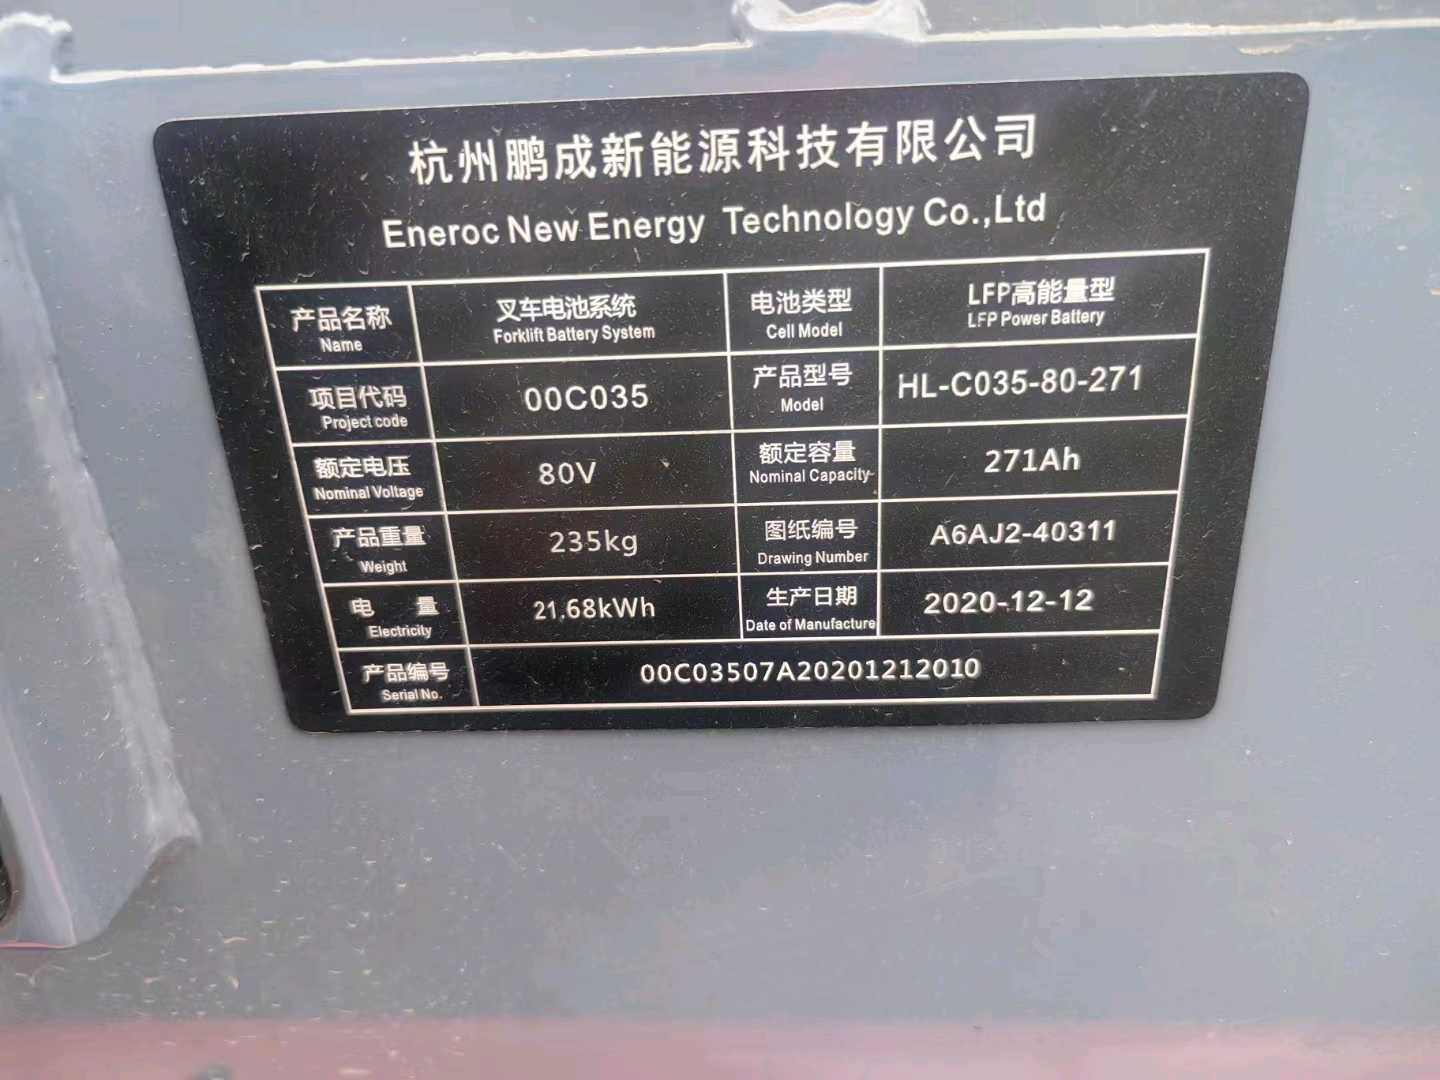 杭州鹏成新能源科技有限公司
Eneroc New Energy Technology Co.,Ltd
产品名称 叉车电池系统 电池类型 LFP高能量型
Name Forklift Battery System Cell Model LFP Power Battery
项目代码 00C035 产品型号 HL-C035-80-271
Project code Model
额定电压 80V 额定容量 271Ah
Nominal Voltage Nominal Capacity
产品重量 235kg 图纸编号 A6AJ2-40311
Weight Drawing Number
电 量 21.68kWh 生产日期 2020-12-12
Electricity Date of Manufacture
产品编号 00C03507A20201212010
Serial No.